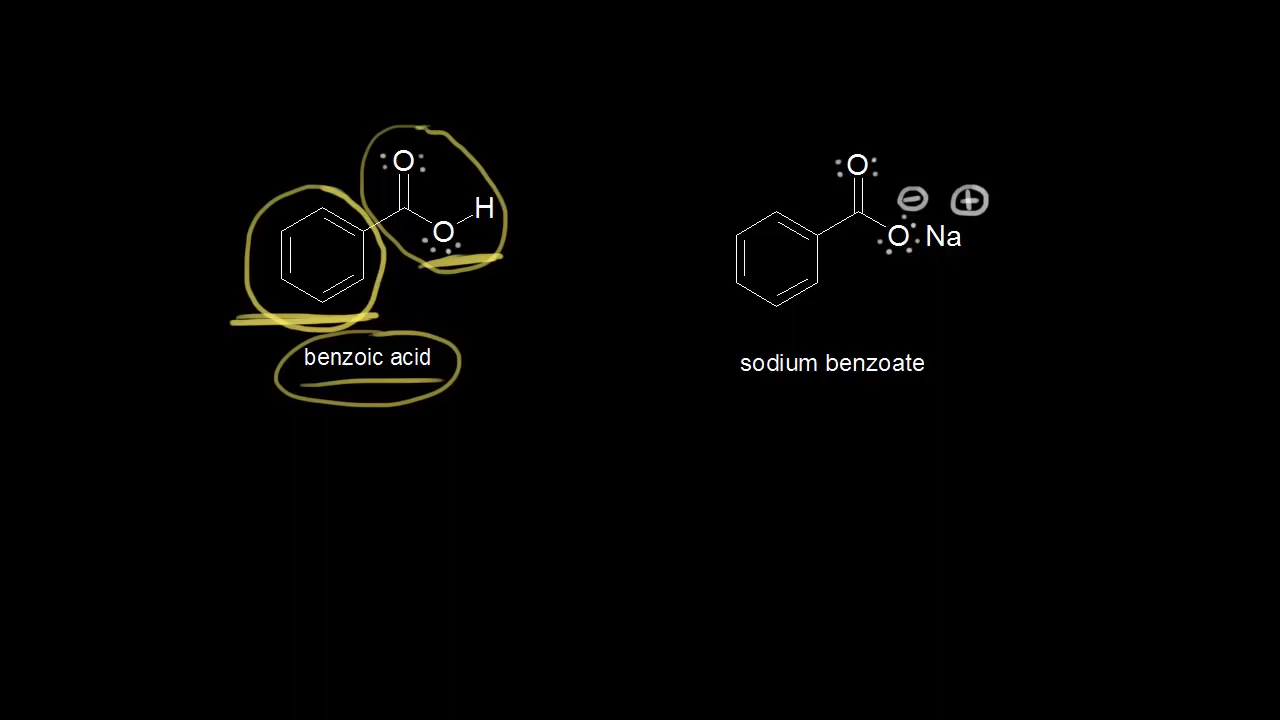 O
H
O
benzoic acid
O
⊖ ⊕
O Na
sodium benzoate